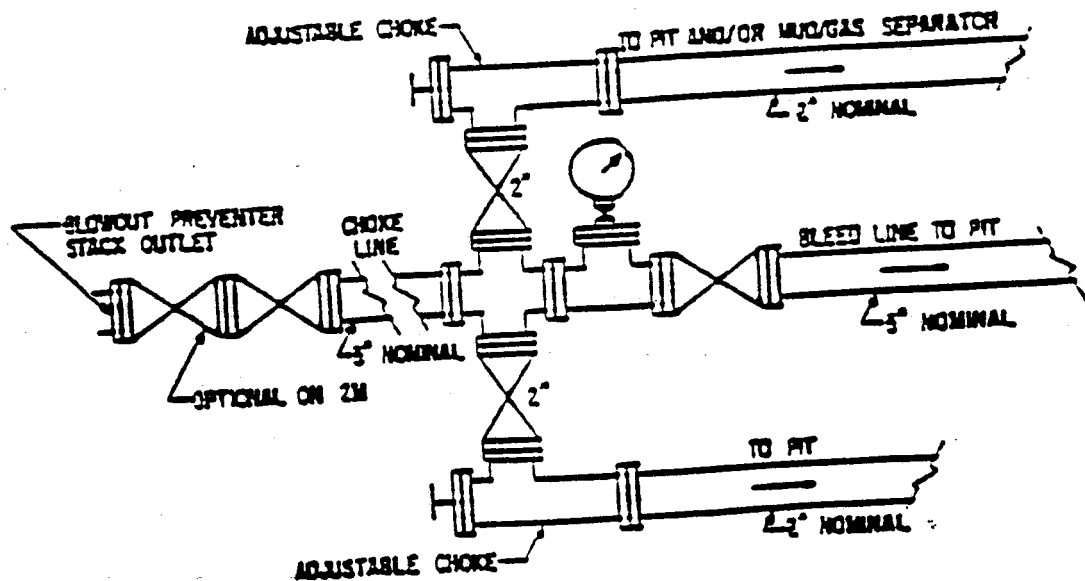 ADJUSTABLE CHOKE
TO PIT AND/OR MUD/GAS SEPARATOR
2" NOMINAL
2"
BLOWOUT PREVENTER
STACK OUTLET
CHOKE
LINE
BLEED LINE TO PIT
3" NOMINAL
3" NOMINAL
OPTIONAL ON 2M
2"
TO PIT
2" NOMINAL
ADJUSTABLE CHOKE